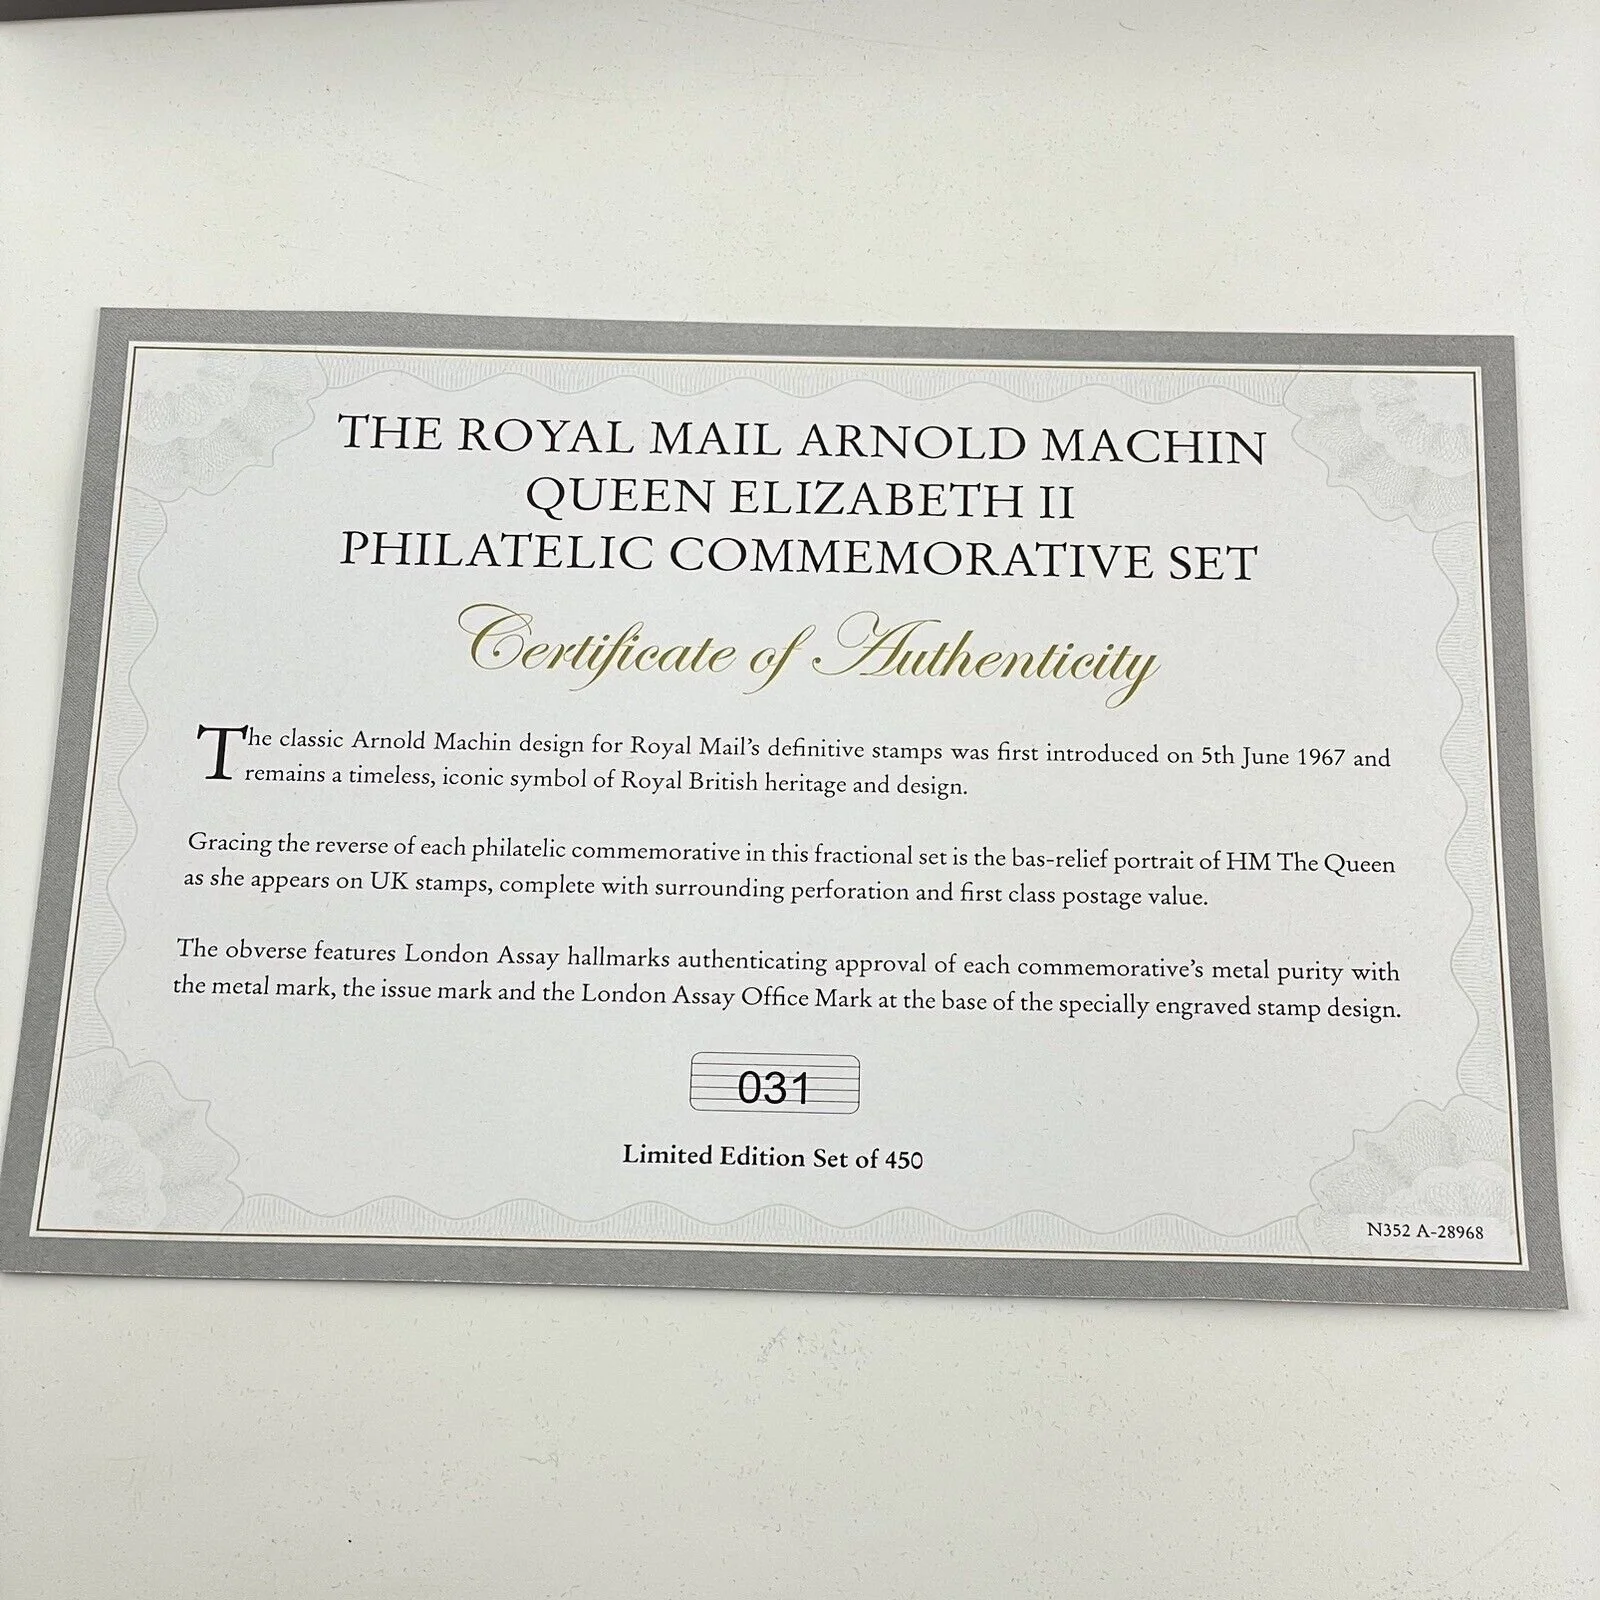 THE ROYAL MAIL ARNOLD MACHIN
QUEEN ELIZABETH II
PHILATELIC COMMEMORATIVE SET
Certificate of Authenticity
The classic Arnold Machin design for Royal Mail's definitive stamps was first introduced on 5th June 1967 and
remains a timeless, iconic symbol of Royal British heritage and design.
Gracing the reverse of each philatelic commemorative in this fractional set is the bas-relief portrait of HM The Queen
as she appears on UK stamps, complete with surrounding perforation and first class postage value.
The obverse features London Assay hallmarks authenticating approval of each commemorative's metal purity with
the metal mark, the issue mark and the London Assay Office Mark at the base of the specially engraved stamp design.
031
Limited Edition Set of 450
N352 A-28968